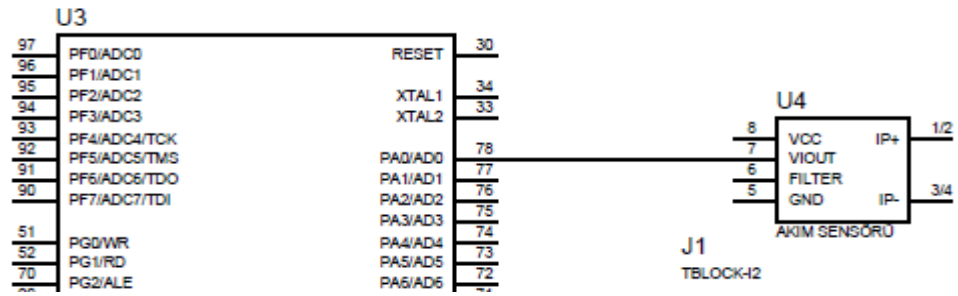 U3
97 PF0/ADC0 RESET 30
96 PF1/ADC1
95 PF2/ADC2 XTAL1 34
94 PF3/ADC3 XTAL2 33
93 PF4/ADC4/TCK
92 PF5/ADC5/TMS PA0/AD0 78
91 PF6/ADC6/TDO PA1/AD1 77
90 PF7/ADC7/TDI PA2/AD2 76
PA3/AD3 75
51 PG0/WR PA4/AD4 74
52 PG1/RD PA5/AD5 73
70 PG2/ALE PA6/AD6 72
U4
8 VCC IP+ 1/2
7 VIOUT
6 FILTER
5 GND IP- 3/4
AKIM SENSÖRÜ
J1
TBLOCK-I2